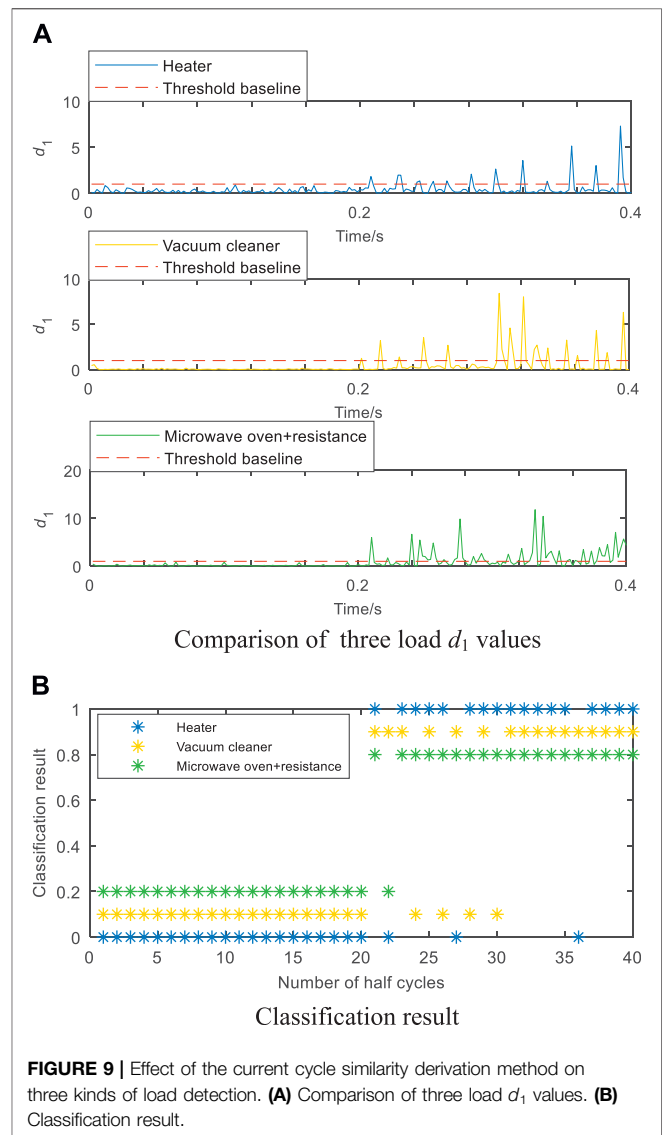 A
Heater
Threshold baseline
10
5
0
d1
0
0.2
0.4
Time/s
Vacuum cleaner
Threshold baseline
10
5
0
d1
0
0.2
0.4
Time/s
Microwave oven+resistance
Threshold baseline
20
10
0
d1
0
0.2
0.4
Time/s
Comparison of three load d1 values
B
1
0.8
0.6
0.4
0.2
0
Classification result
Heater
Vacuum cleaner
Microwave oven+resistance
0 5 10 15 20 25 30 35 40
Number of half cycles
Classification result
FIGURE 9 | Effect of the current cycle similarity derivation method on
three kinds of load detection. (A) Comparison of three load d1 values. (B)
Classification result.